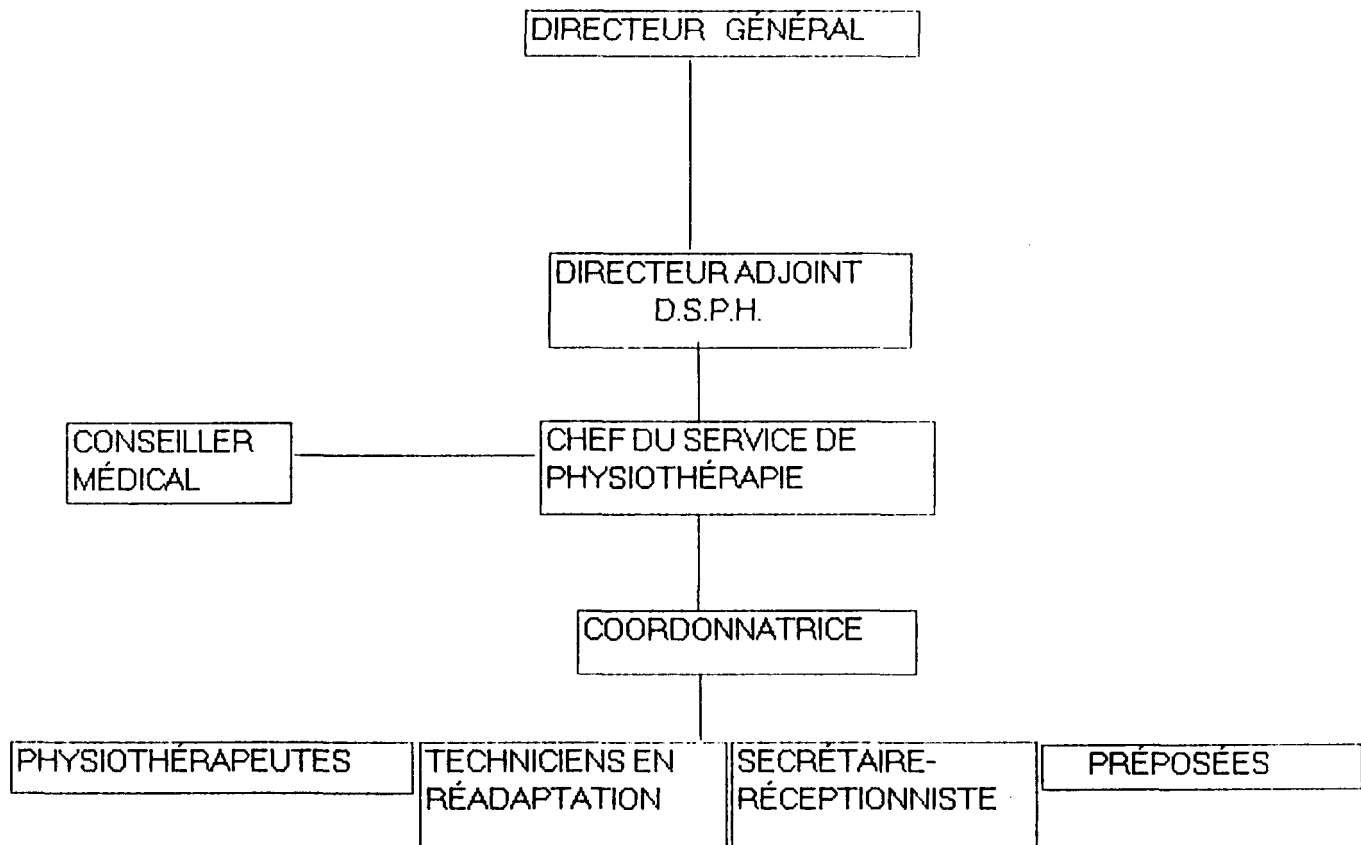 DIRECTEUR GÉNÉRAL
DIRECTEUR ADJOINT
D.S.P.H.
CONSEILLER
MÉDICAL
CHEF DU SERVICE DE
PHYSIOTHÉRAPIE
COORDONNATRICE
PHYSIOTHÉRAPEUTES
TECHNICIENS EN
RÉADAPTATION
SECRÉTAIRE-
RÉCEPTIONNISTE
PRÉPOSÉES